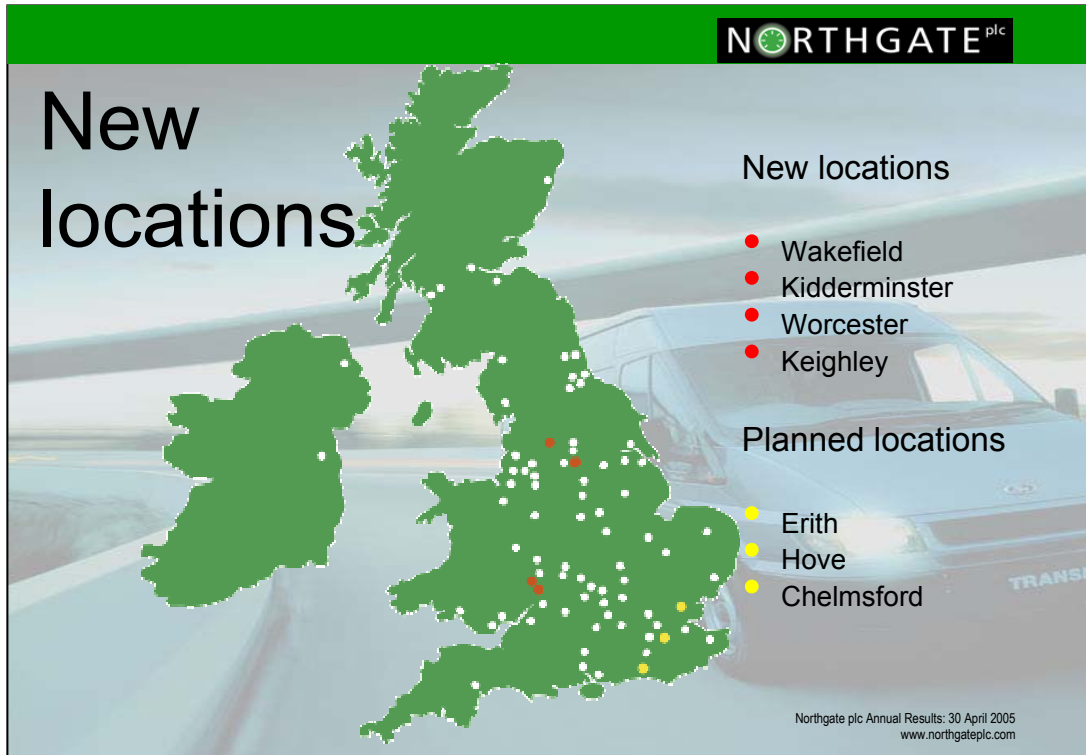 NORTHGATE plc
New
locations
New locations
• Wakefield
• Kidderminster
• Worcester
• Keighley
Planned locations
• Erith
• Hove
• Chelmsford
TRANS
Northgate plc Annual Results: 30 April 2005
www.northgateplc.com